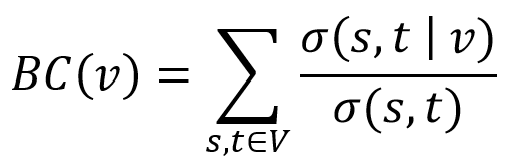 BC(v) = ∑_{s,t∈V} σ(s, t | v) / σ(s, t)